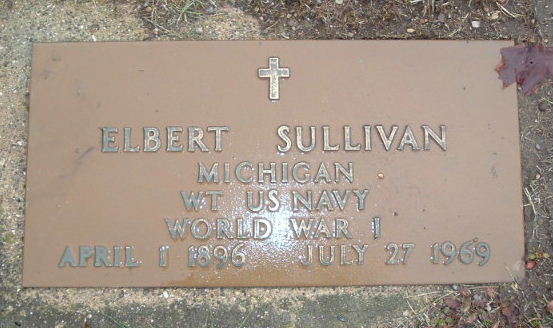 ELBERT SULLIVAN
MICHIGAN
WT US NAVY
WORLD WAR I
APRIL 1 1896 JULY 27 1969